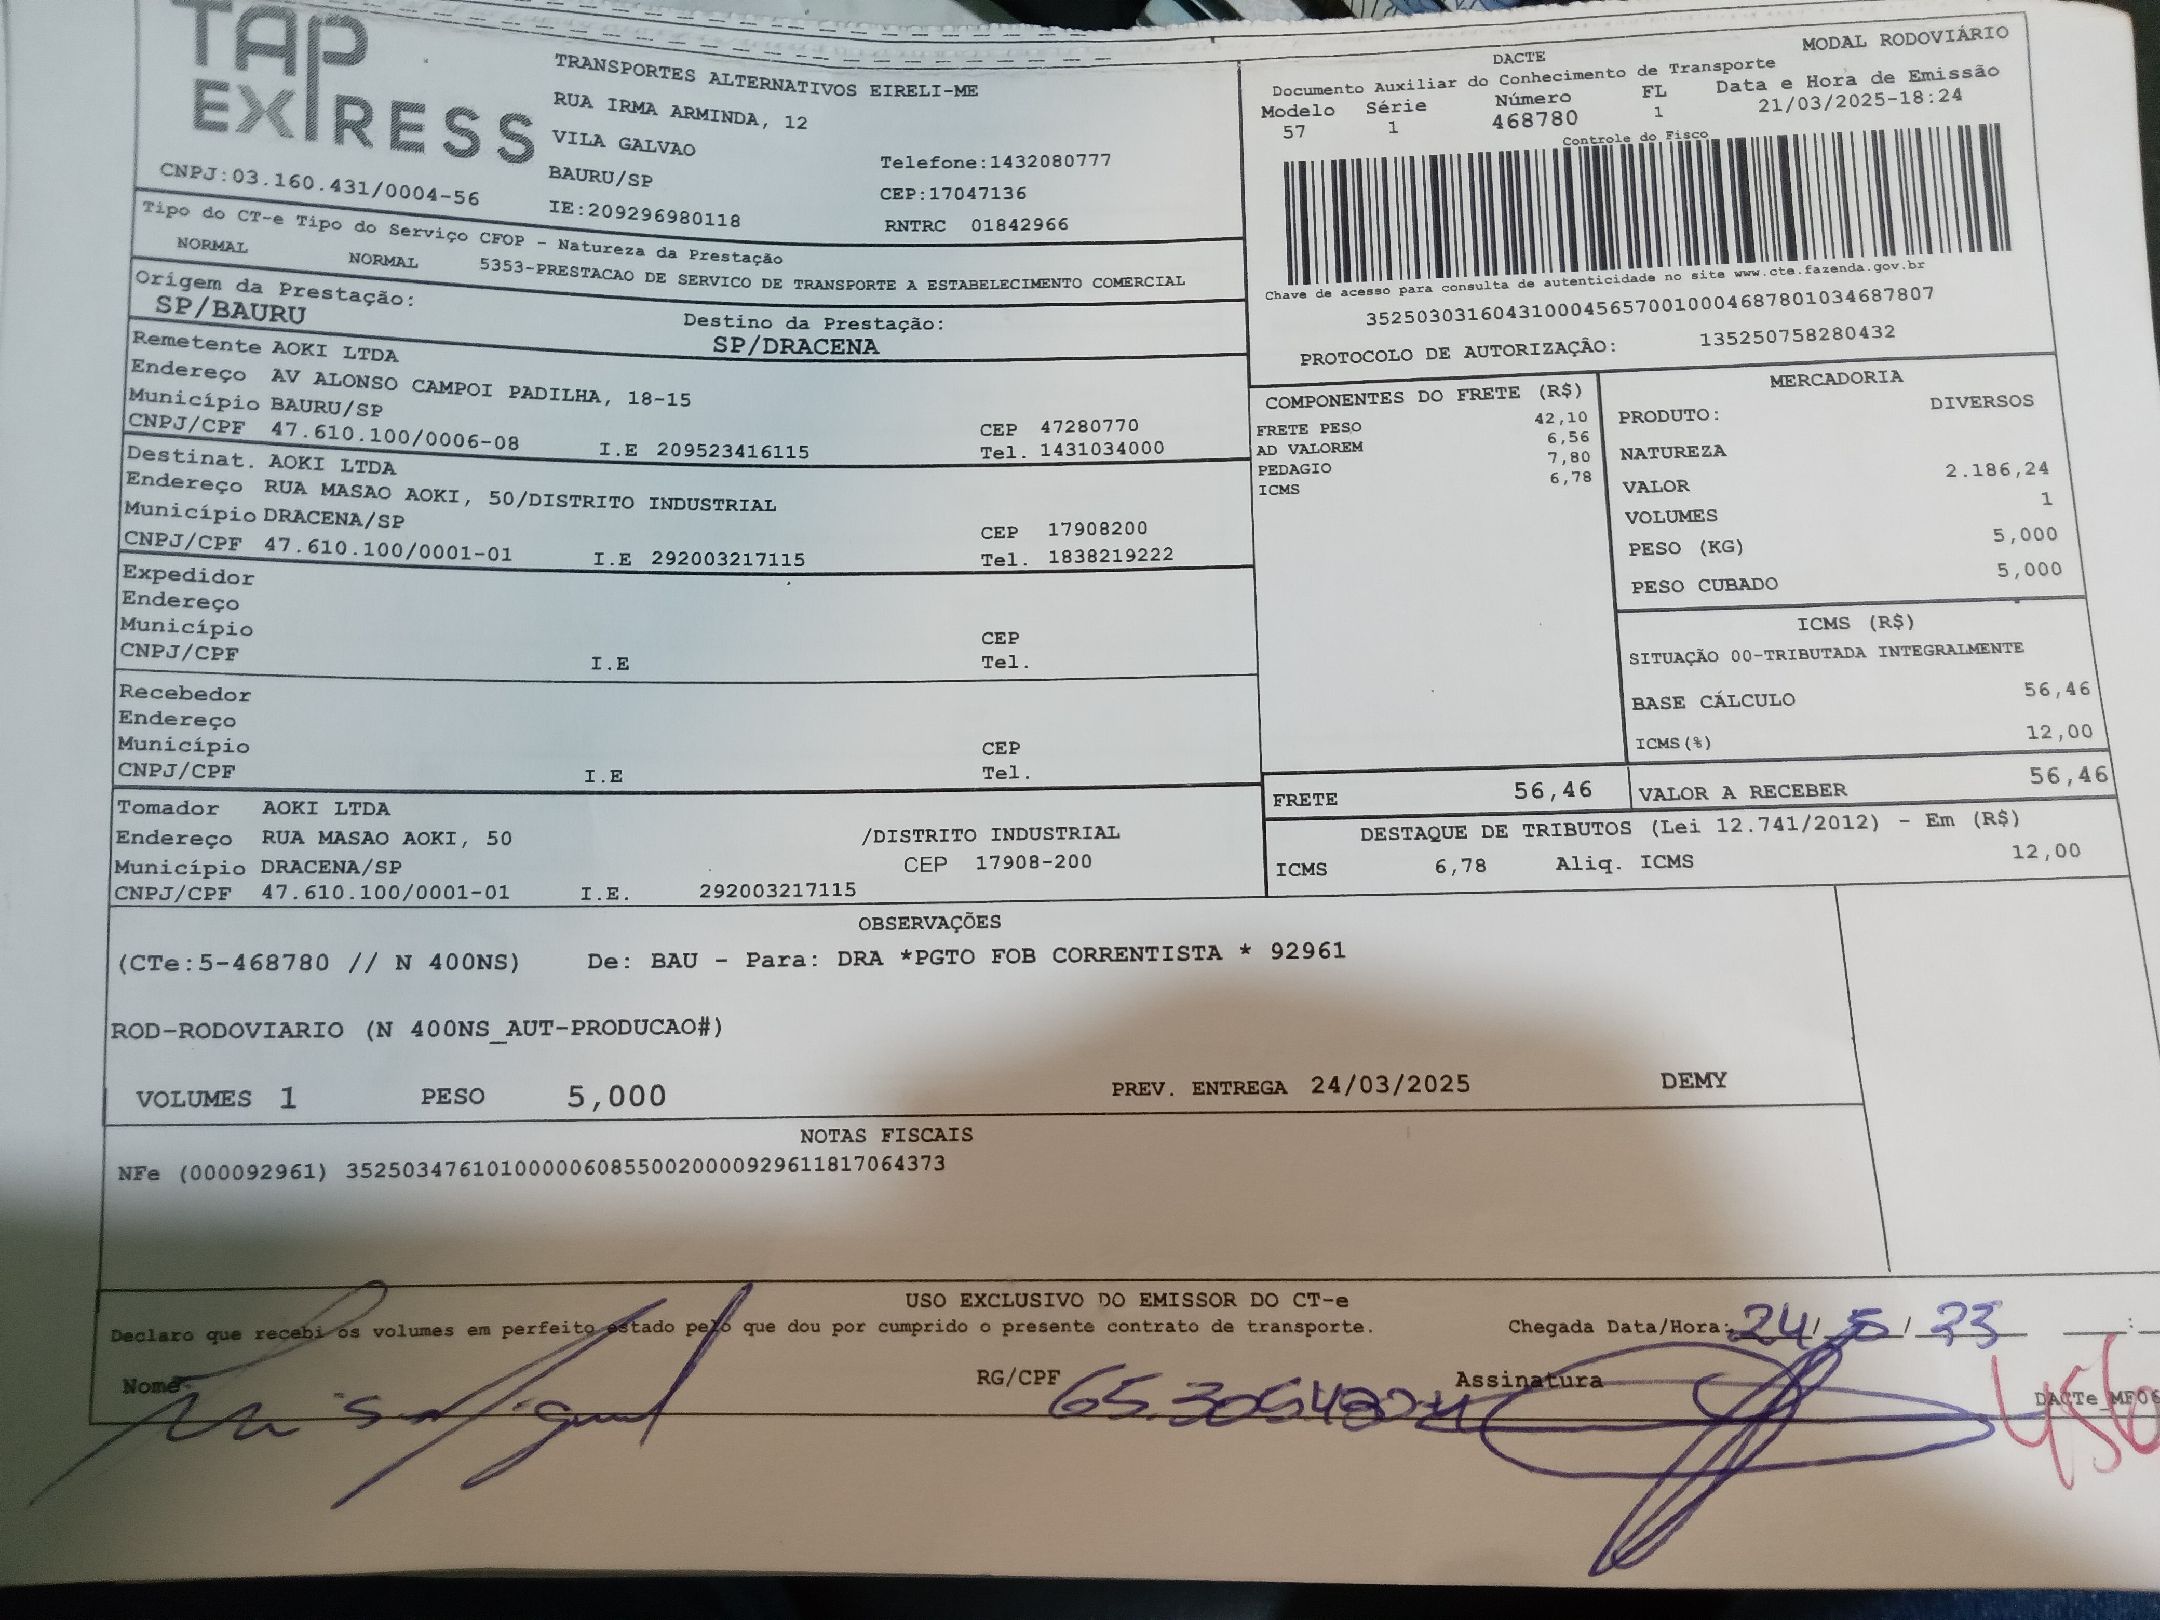 TAP EXPRESS
TRANSPORTES ALTERNATIVOS EIRELI-ME
RUA IRMA ARMINDA, 12
VILA GALVAO
BAURU/SP
IE:209296980118
Telefone:1432080777
CEP:17047136
RNTRC 01842966
CNPJ:03.160.431/0004-56
Tipo do CT-e Tipo do Serviço CFOP - Natureza da Prestação
NORMAL NORMAL 5353-PRESTACAO DE SERVICO DE TRANSPORTE A ESTABELECIMENTO COMERCIAL
Origem da Prestação:
SP/BAURU
Destino da Prestação:
SP/DRACENA
DACTE
MODAL RODOVIÁRIO
Documento Auxiliar do Conhecimento de Transporte
Modelo Série Número FL Data e Hora de Emissão
57 1 468780 1 21/03/2025-18:24
Controle do Fisco
Chave de acesso para consulta de autenticidade no site www.cte.fazenda.gov.br
35250303160431000456570010004687801034687807
PROTOCOLO DE AUTORIZAÇÃO: 135250758280432
Remetente AOKI LTDA
Endereço AV ALONSO CAMPOI PADILHA, 18-15
Município BAURU/SP CEP 47280770
CNPJ/CPF 47.610.100/0006-08 I.E 209523416115 Tel. 1431034000
Destinat. AOKI LTDA
Endereço RUA MASAO AOKI, 50/DISTRITO INDUSTRIAL
Município DRACENA/SP CEP 17908200
CNPJ/CPF 47.610.100/0001-01 I.E 292003217115 Tel. 1838219222
Expedidor
Endereço
Município CEP
CNPJ/CPF I.E Tel.
Recebedor
Endereço
Município CEP
CNPJ/CPF I.E Tel.
Tomador AOKI LTDA
Endereço RUA MASAO AOKI, 50 /DISTRITO INDUSTRIAL
Município DRACENA/SP CEP 17908-200
CNPJ/CPF 47.610.100/0001-01 I.E. 292003217115
COMPONENTES DO FRETE (R$)
FRETE PESO 42,10
AD VALOREM 6,56
PEDAGIO 7,80
ICMS 6,78
MERCADORIA
PRODUTO: DIVERSOS
NATUREZA
VALOR 2.186,24
VOLUMES 1
PESO (KG) 5,000
PESO CUBADO 5,000
ICMS (R$)
SITUAÇÃO 00-TRIBUTADA INTEGRALMENTE
BASE CÁLCULO 56,46
ICMS(%) 12,00
FRETE 56,46 VALOR A RECEBER 56,46
DESTAQUE DE TRIBUTOS (Lei 12.741/2012) - Em (R$)
ICMS 6,78 Aliq. ICMS 12,00
OBSERVAÇÕES
(CTe:5-468780 // N 400NS) De: BAU - Para: DRA *PGTO FOB CORRENTISTA * 92961
ROD-RODOVIARIO (N 400NS_AUT-PRODUCAO#)
VOLUMES 1 PESO 5,000 PREV. ENTREGA 24/03/2025 DEMY
NOTAS FISCAIS
NFe (000092961) 35250347610100000608550020000929611817064373
USO EXCLUSIVO DO EMISSOR DO CT-e
Declaro que recebi os volumes em perfeito estado pelo que dou por cumprido o presente contrato de transporte.
Chegada Data/Hora: 24/
Nome RG/CPF Assinatura
DACTe_MF06
456